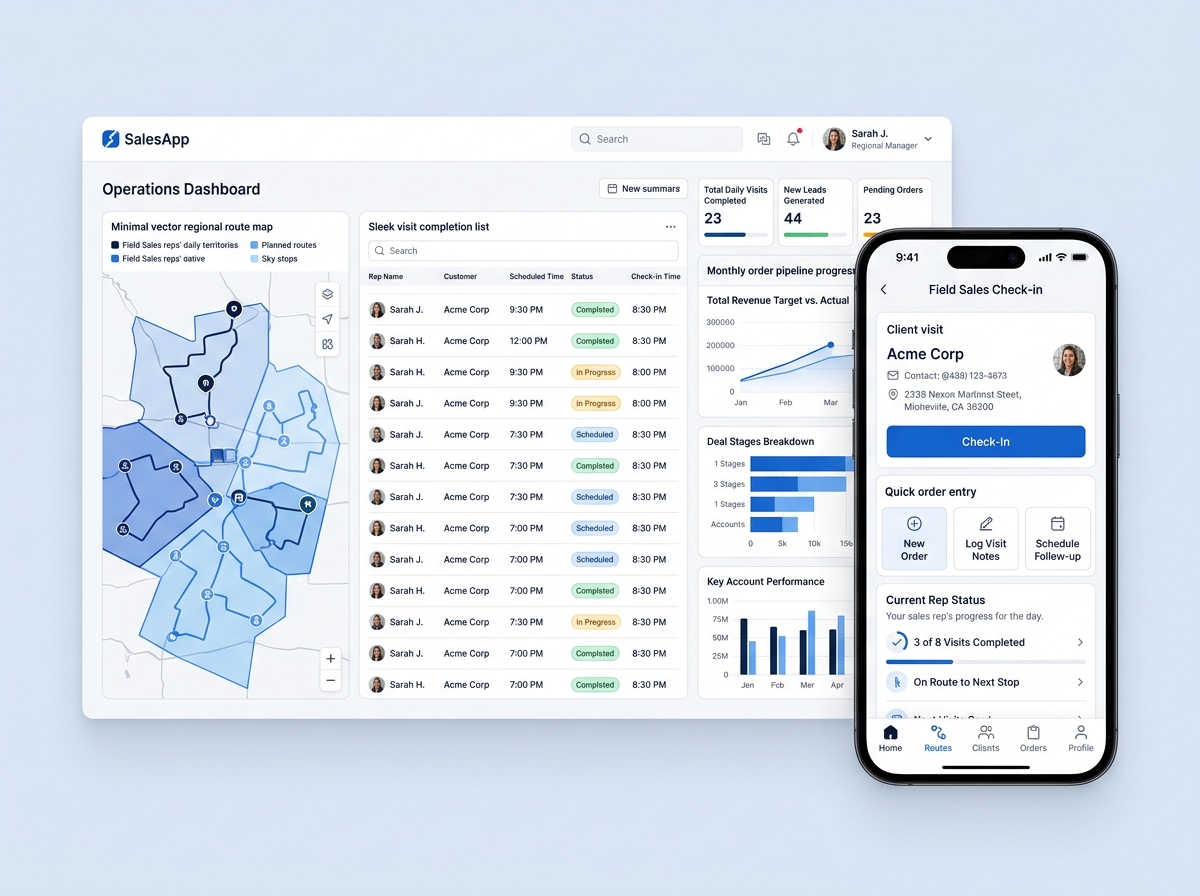 SalesApp
Search
Sarah J.
Regional Manager
Operations Dashboard
New summars
Minimal vector regional route map
Field Sales reps' daily territories
Planned routes
Field Sales reps' gative
Sky stops
Sleek visit completion list
Search
Rep Name Customer Scheduled Time Status Check-in Time
Sarah J. Acme Corp 9:30 PM Complsted 8:30 PM
Sarah H. Acme Corp 12:00 PM Complsted 8:30 PM
Sarah H. Acme Corp 9:30 PM in Progrsss 8:00 PM
Sarah H. Acme Corp 9:30 PM in Progrsss 8:00 PM
Sarah J. Acme Corp 7:30 PM Scheduled 8:30 PM
Sarah H. Acme Corp 7:30 PM Complsted 8:30 PM
Sarah J. Acme Corp 7:30 PM Scheduled 8:30 PM
Sarah H. Acme Corp 7:00 PM Scheduled 8:30 PM
Sarah J. Acme Corp 7:00 PM Scheduled 8:30 PM
Sarah H. Acme Corp 7:00 PM Complsted 8:30 PM
Sarah J. Acme Corp 7:30 PM in Pregress 8:30 PM
Sarah J. Acme Corp 7:00 PM Complsted 8:30 PM
Sarah H. Acme Corp 7:00 PM Complsted 8:30 PM
Total Daily Visits
Completed
23
New Leads
Generated
44
Pending Orders
23
Monthly order pipeline progress
Total Revenue Target vs. Actual
300060
200000
100000
0
Jan Feb Mar
Deal Stages Breakdown
1 Stages
3 Stages
1 Stages
Accounts
0 5k 10k
Key Account Performance
1.00M
75M
50M
25M
0
Jen Fcb Mer Apr
9:41
Field Sales Check-in
Client visit
Acme Corp
Contact: @438) 123-4873
2338 Nexon Marlnnst Street,
Mioheviile, CA 36200
Check-In
Quick order entry
New
Order
Log Visit
Notes
Schedule
Follew-up
Current Rep Status
Your sales rep's progress for the day.
3 of 8 Visits Completed
On Route to Next Stop
Home Routes Clisnts Orders Profile